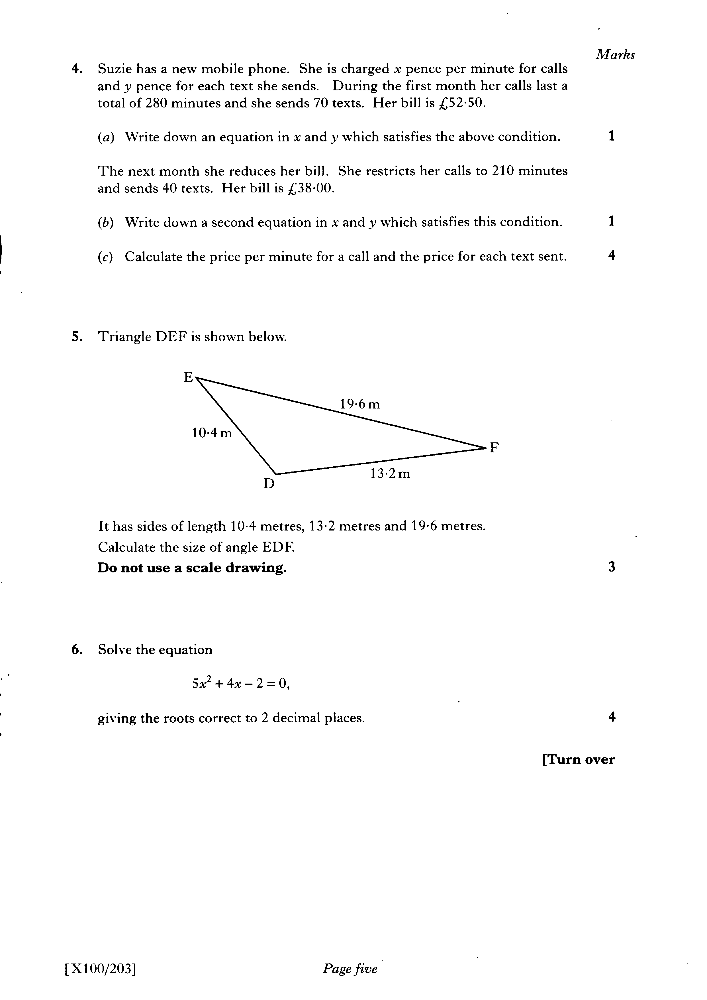 Marks
4. Suzie has a new mobile phone. She is charged x pence per minute for calls
and y pence for each text she sends. During the first month her calls last a
total of 280 minutes and she sends 70 texts. Her bill is £52·50.
(a) Write down an equation in x and y which satisfies the above condition. 1
The next month she reduces her bill. She restricts her calls to 210 minutes
and sends 40 texts. Her bill is £38·00.
(b) Write down a second equation in x and y which satisfies this condition. 1
(c) Calculate the price per minute for a call and the price for each text sent. 4
5. Triangle DEF is shown below.
E
19·6 m
10·4 m
F
13·2 m
D
It has sides of length 10·4 metres, 13·2 metres and 19·6 metres.
Calculate the size of angle EDF.
Do not use a scale drawing. 3
6. Solve the equation
5x² + 4x – 2 = 0,
giving the roots correct to 2 decimal places. 4
[Turn over
[X100/203] Page five